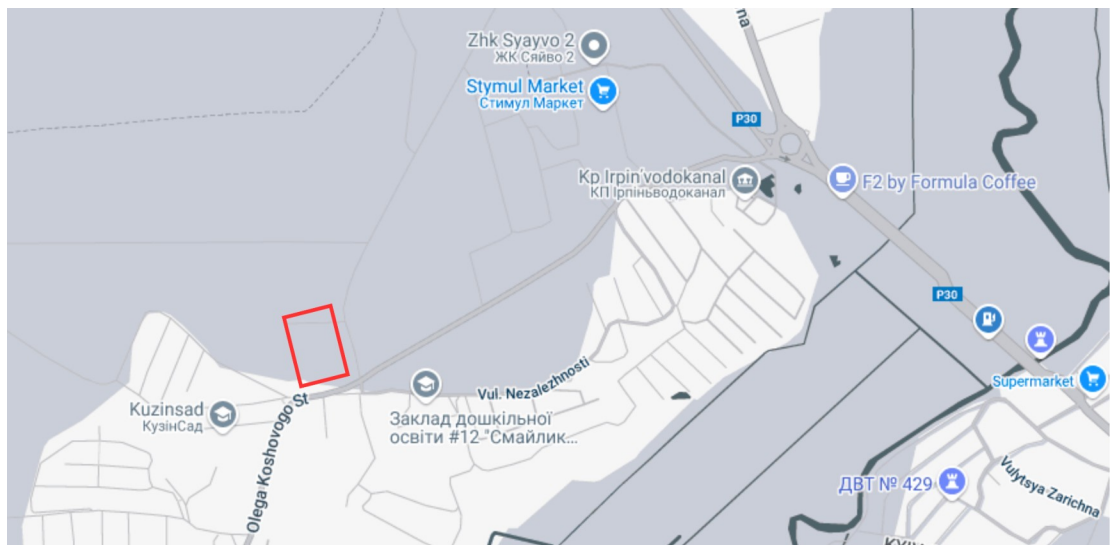 na
Zhk Syayvo 2
ЖК Сяйво 2
Stymul Market
Стимул Маркет
P30
Kp Irpin'vodokanal
КП Ірпіньводоканал
F2 by Formula Coffee
P30
Supermarket
Vul. Nezalezhnosti
Kuzinsad
КузінСад
Olega Koshovogo St
Заклад дошкільної
освіти #12 "Смайлик...
ДВТ № 429
Vulytsya Zarichna